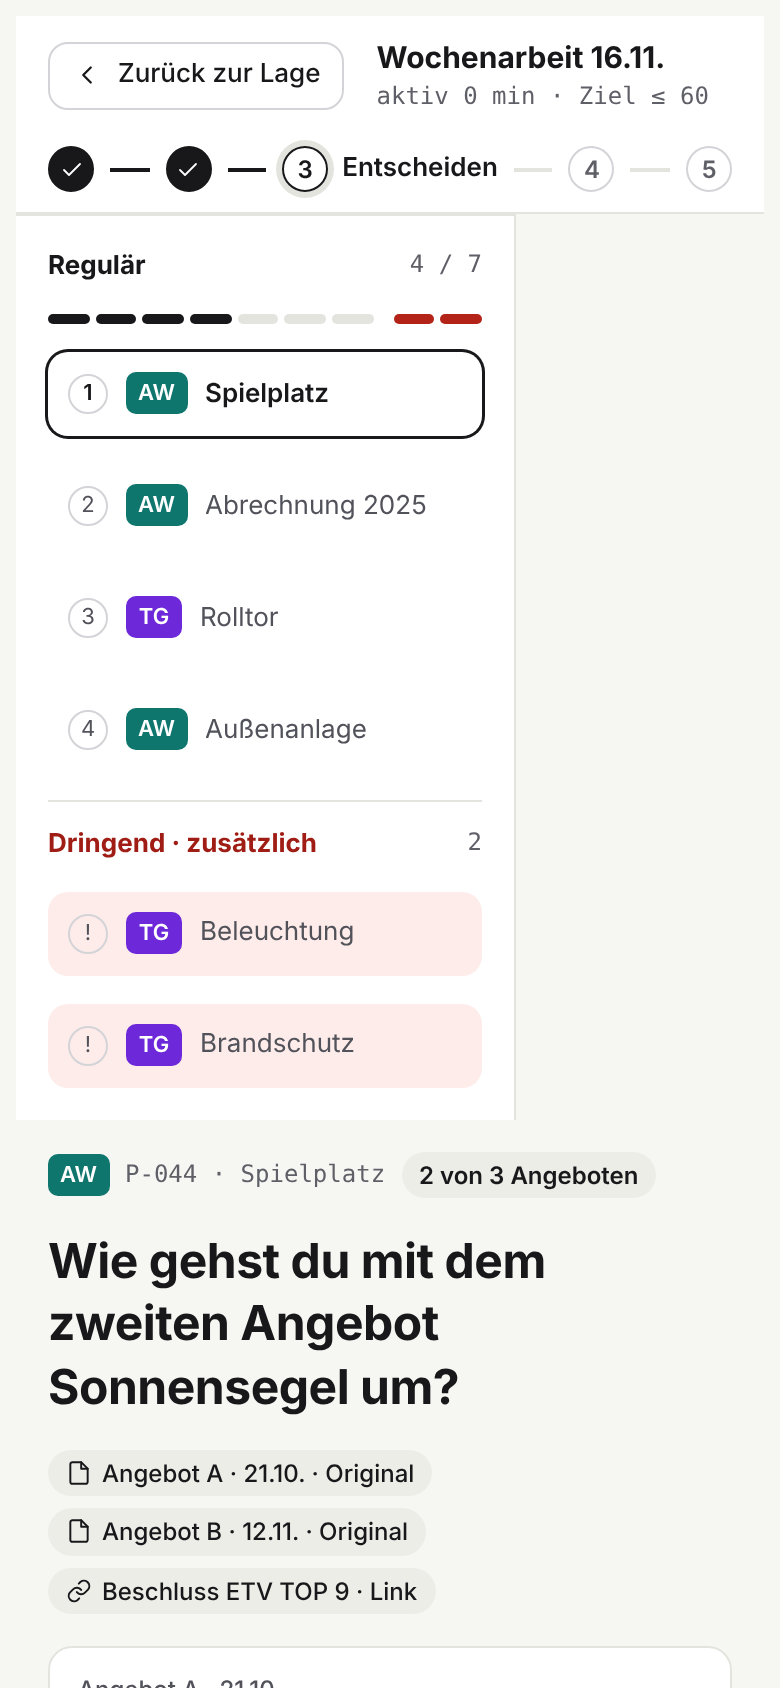 Zurück zur Lage
Wochenarbeit 16.11.
aktiv 0 min · Ziel ≤ 60
3 Entscheiden 4 5
Regulär 4 / 7
1 AW Spielplatz
2 AW Abrechnung 2025
3 TG Rolltor
4 AW Außenanlage
Dringend · zusätzlich 2
! TG Beleuchtung
! TG Brandschutz
AW P-044 · Spielplatz 2 von 3 Angeboten
Wie gehst du mit dem
zweiten Angebot
Sonnensegel um?
Angebot A · 21.10. · Original
Angebot B · 12.11. · Original
Beschluss ETV TOP 9 · Link
Angebot A · 21.10.